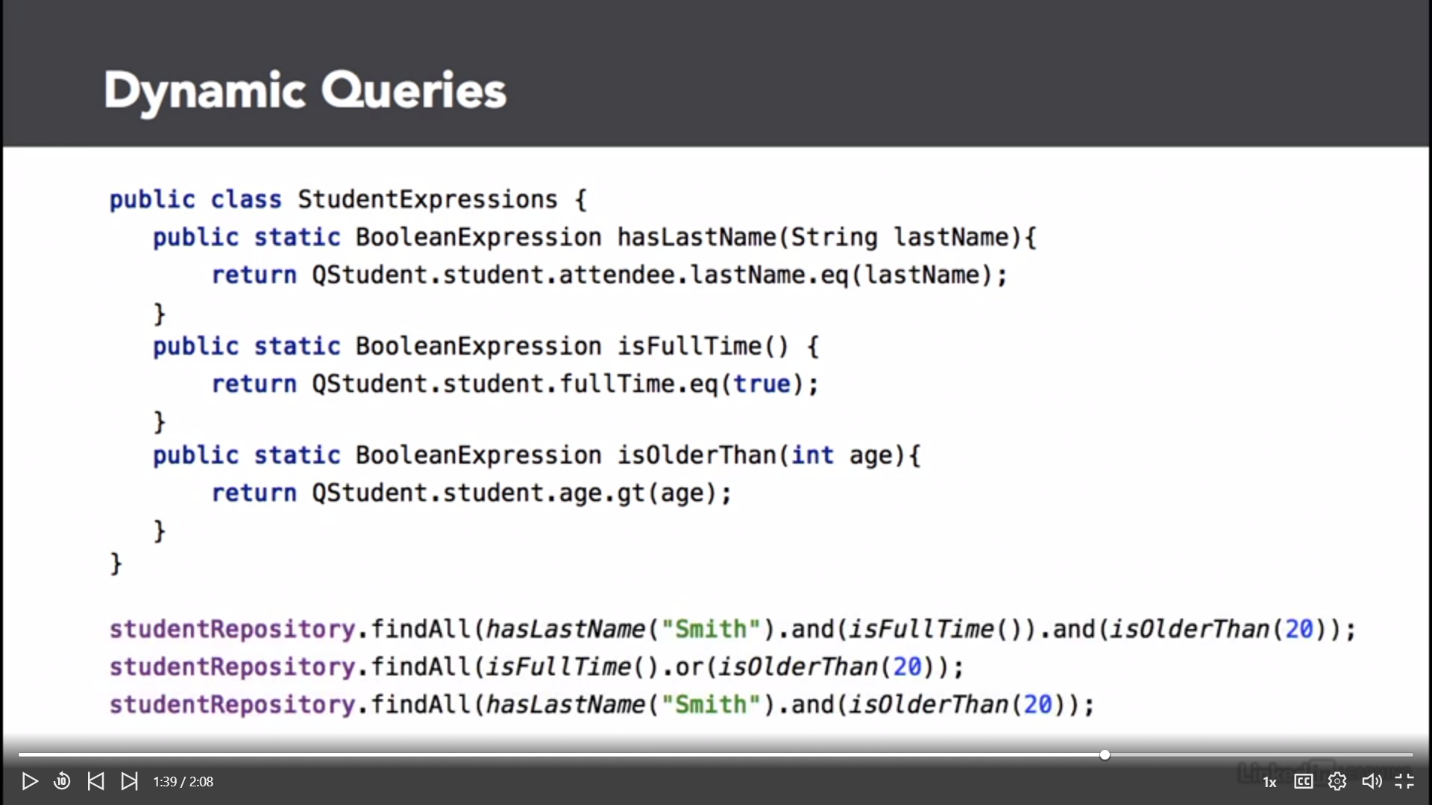 Dynamic Queries
public class StudentExpressions {
public static BooleanExpression hasLastName(String lastName){
return QStudent.student.attendee.lastName.eq(lastName);
}
public static BooleanExpression isFullTime() {
return QStudent.student.fullTime.eq(true);
}
public static BooleanExpression isOlderThan(int age){
return QStudent.student.age.gt(age);
}
}
studentRepository.findAll(hasLastName("Smith").and(isFullTime()).and(isOlderThan(20));
studentRepository.findAll(isFullTime().or(isOlderThan(20));
studentRepository.findAll(hasLastName("Smith").and(isOlderThan(20));
10 1:39 / 2:08 1x CC